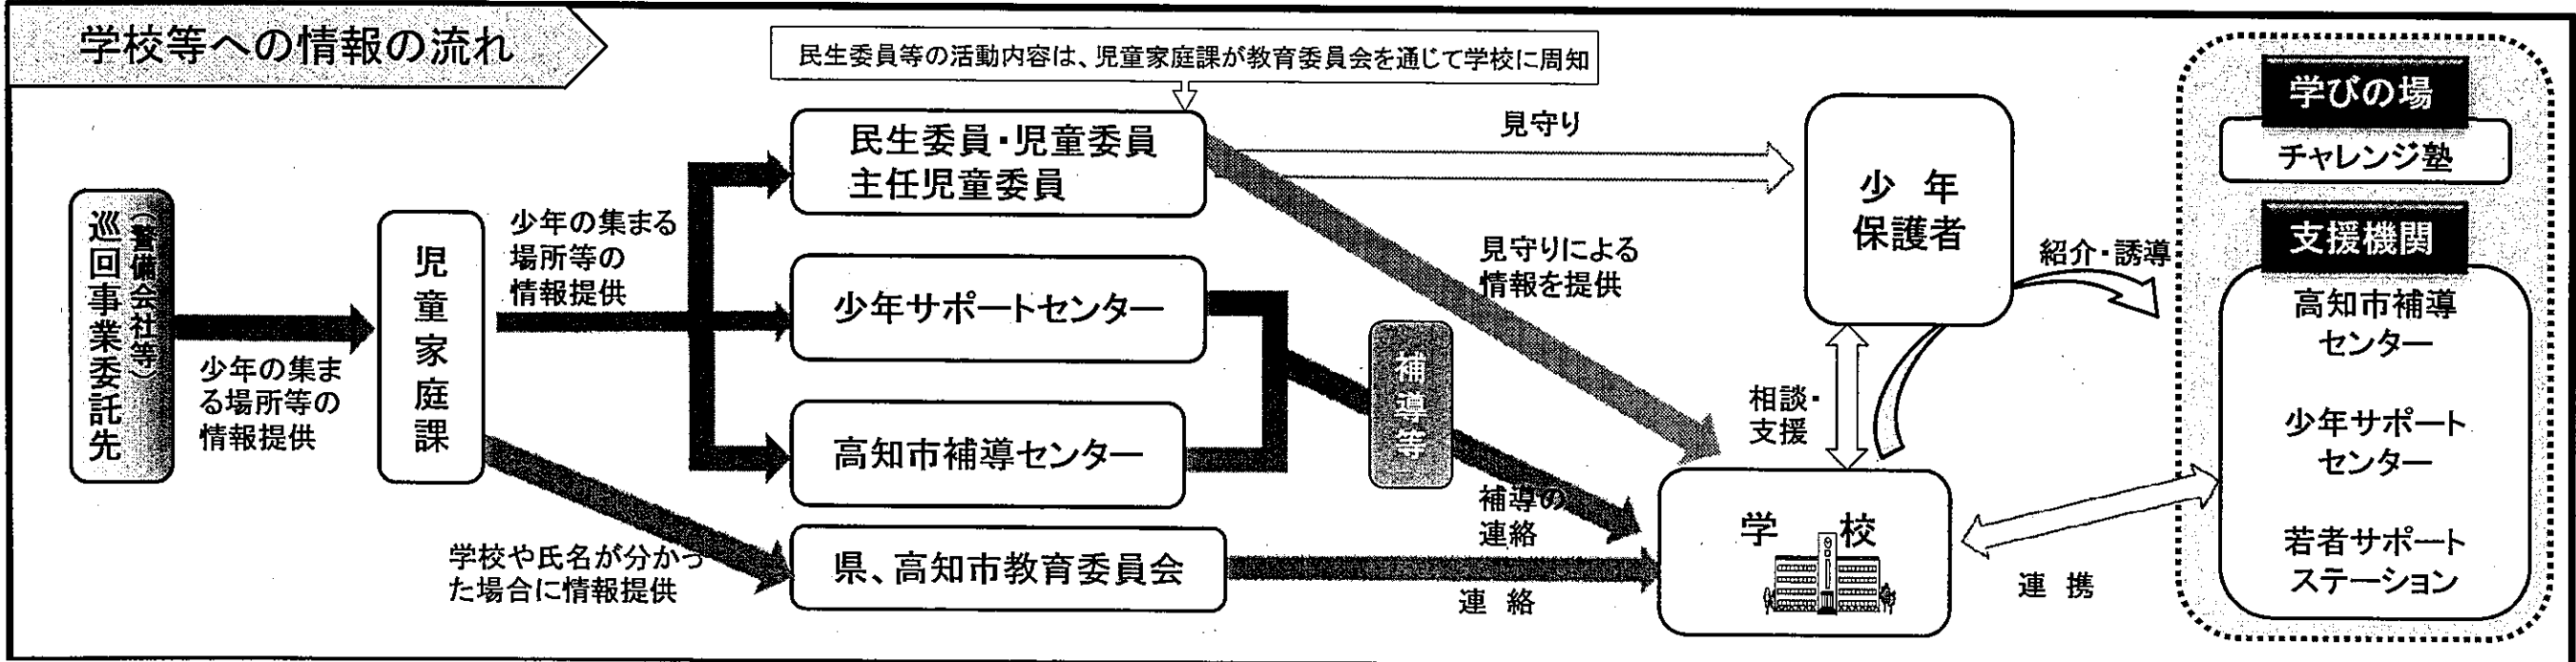 学校等への情報の流れ
民生委員等の活動内容は、児童家庭課が教育委員会を通じて学校に周知
巡回事業委託先
（警備会社等）
少年の集ま
る場所等の
情報提供
児童家庭課
少年の集まる
場所等の
情報提供
学校や氏名が分かっ
た場合に情報提供
民生委員・児童委員
主任児童委員
少年サポートセンター
高知市補導センター
県、高知市教育委員会
補導等
見守り
見守りによる
情報を提供
補導の
連絡
連 絡
少 年
保護者
相談・
支援
学 校
紹介・誘導
連 携
学びの場
チャレンジ塾
支援機関
高知市補導
センター
少年サポート
センター
若者サポート
ステーション